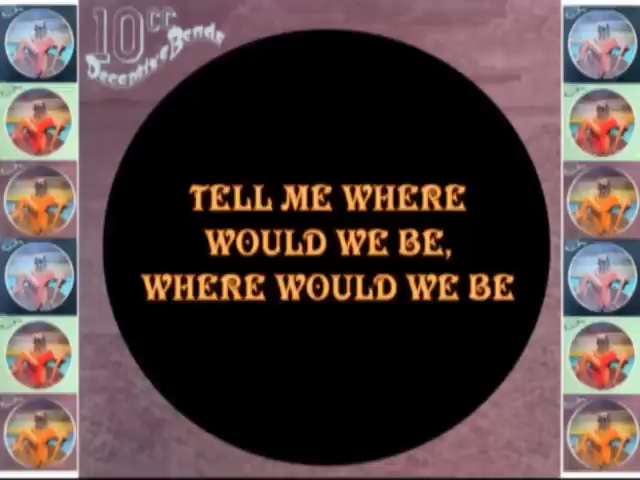 10cc
Deceptive Bends
TELL ME WHERE
WOULD WE BE,
WHERE WOULD WE BE